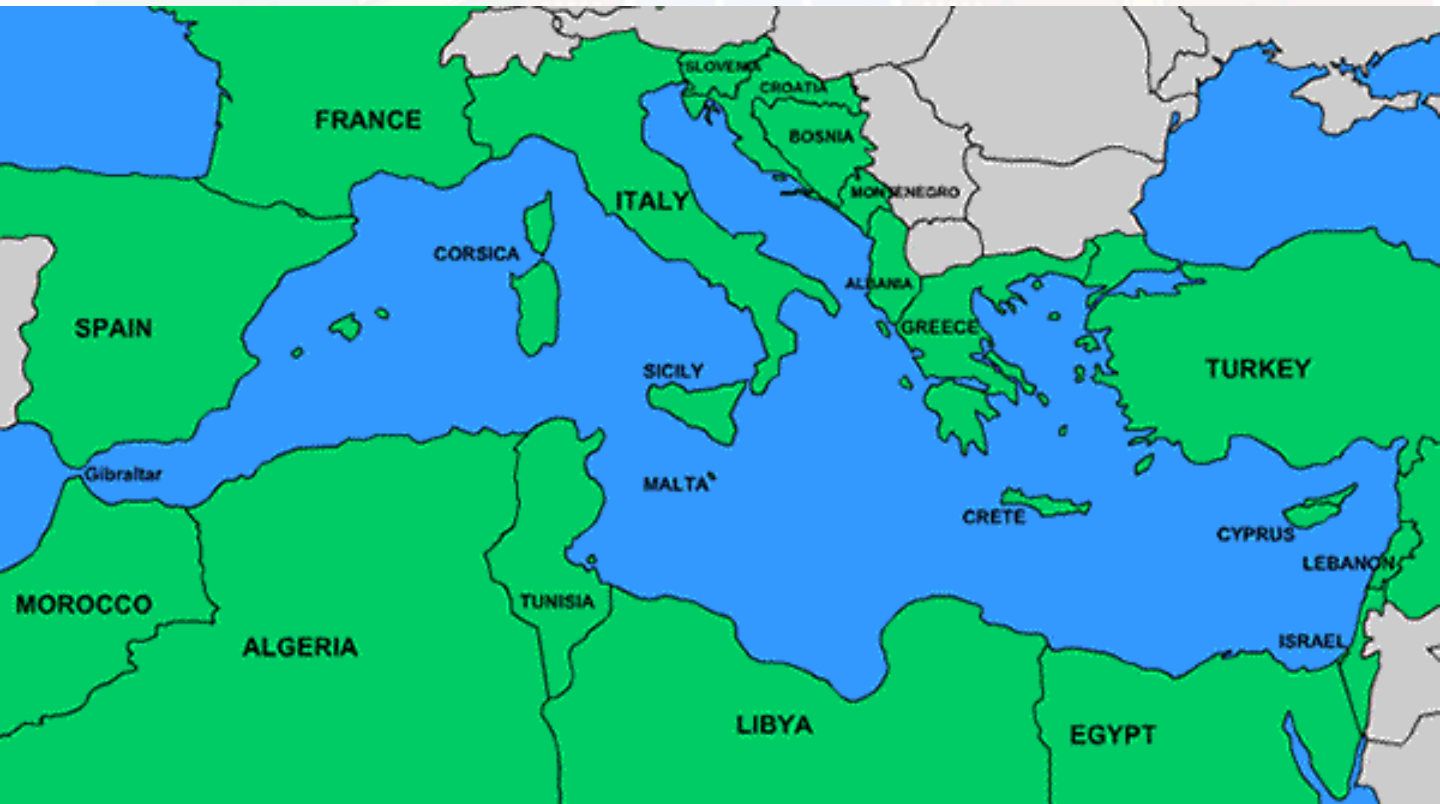 SLOVENIA
CROATIA
FRANCE
BOSNIA
MONTENEGRO
ITALY
CORSICA
ALBANIA
SPAIN
GREECE
SICILY
TURKEY
Gibraltar
MALTA
CRETE
CYPRUS
LEBANON
MOROCCO
TUNISIA
ALGERIA
ISRAEL
LIBYA
EGYPT